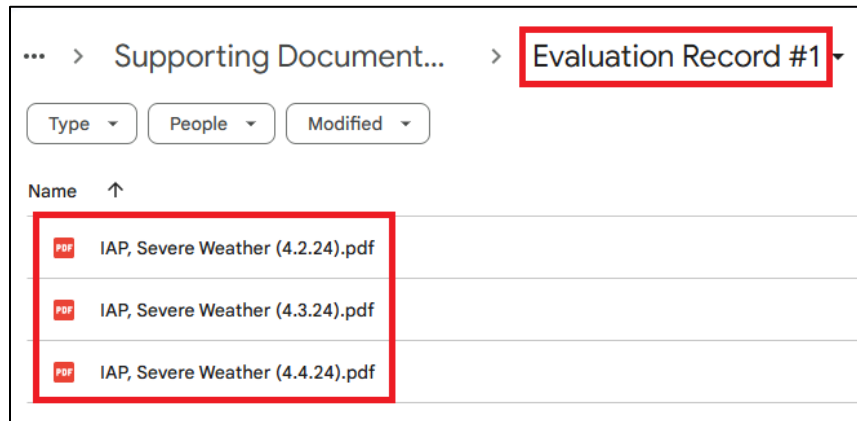 ... > Supporting Document... > Evaluation Record #1
Type People Modified
Name ↑
PDF IAP, Severe Weather (4.2.24).pdf
PDF IAP, Severe Weather (4.3.24).pdf
PDF IAP, Severe Weather (4.4.24).pdf